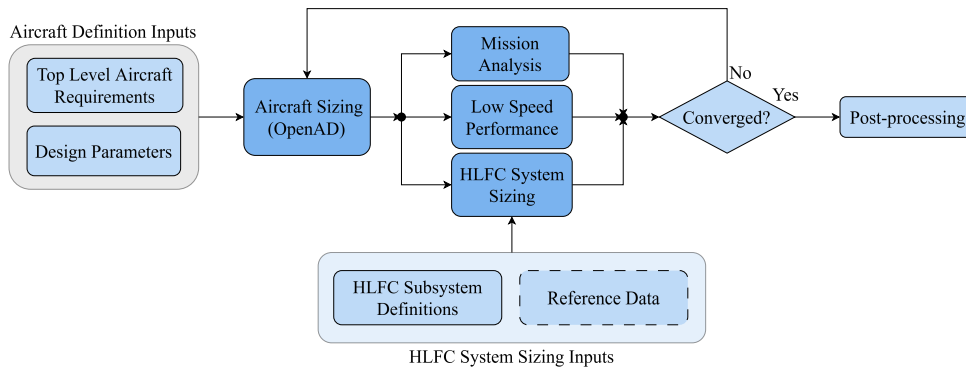 Aircraft Definition Inputs
Top Level Aircraft
Requirements
Design Parameters
Aircraft Sizing
(OpenAD)
Mission
Analysis
Low Speed
Performance
HLFC System
Sizing
No
Converged?
Yes
Post-processing
HLFC Subsystem
Definitions
Reference Data
HLFC System Sizing Inputs